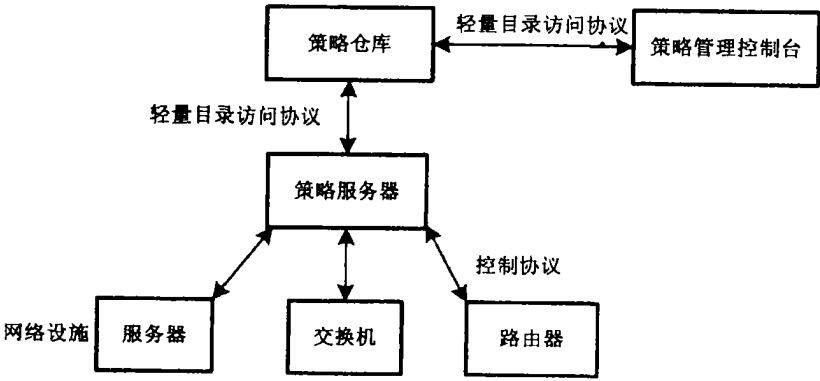 轻量目录访问协议
策略仓库
策略管理控制台
轻量目录访问协议
策略服务器
控制协议
网络设施
服务器
交换机
路由器